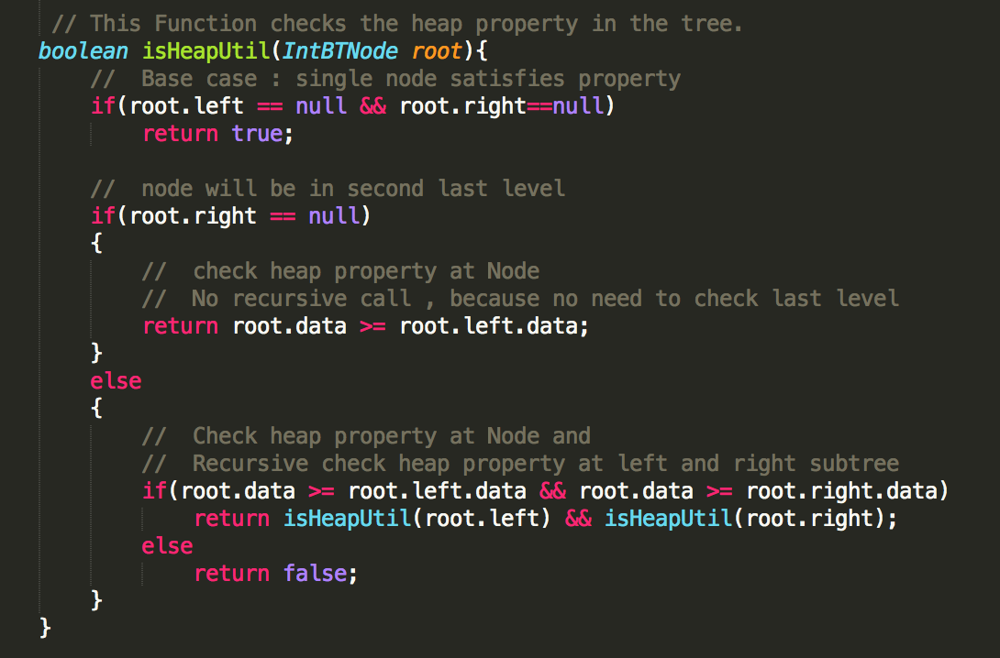 // This Function checks the heap property in the tree.
boolean isHeapUtil(IntBTNode root){
    //  Base case : single node satisfies property
    if(root.left == null && root.right==null)
        return true;

    //  node will be in second last level
    if(root.right == null)
    {
        //  check heap property at Node
        //  No recursive call , because no need to check last level
        return root.data >= root.left.data;
    }
    else
    {
        //  Check heap property at Node and
        //  Recursive check heap property at left and right subtree
        if(root.data >= root.left.data && root.data >= root.right.data)
            return isHeapUtil(root.left) && isHeapUtil(root.right);
        else
            return false;
    }
}